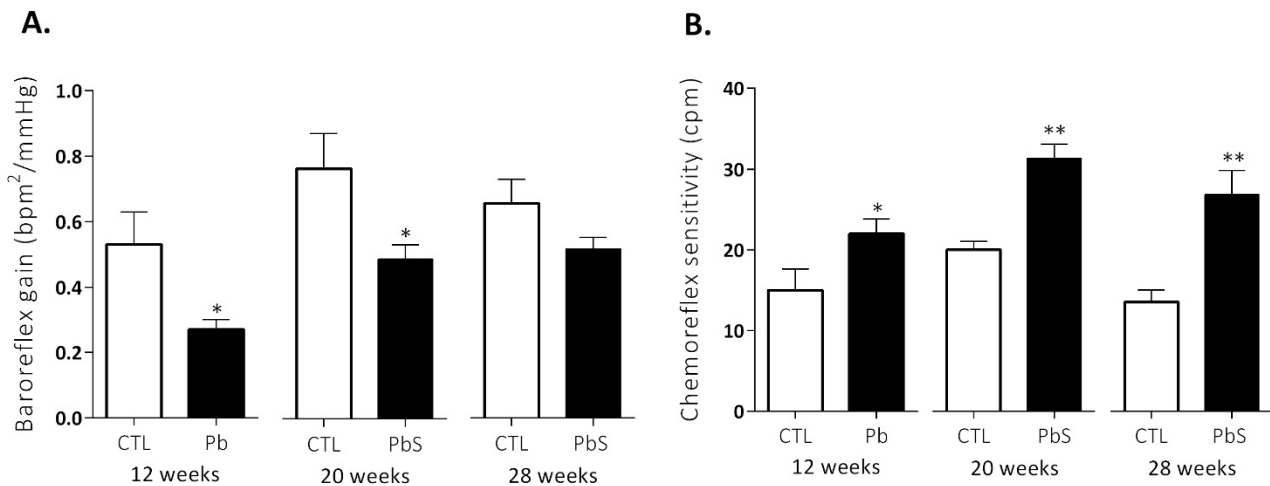 A.
Baroreflex gain (bpm²/mmHg)
1.0
0.8
0.6
0.4
0.2
0.0
*
*
CTL Pb CTL PbS CTL PbS
12 weeks 20 weeks 28 weeks
B.
Chemoreflex sensitivity (cpm)
40
30
20
10
0
*
**
**
CTL Pb CTL PbS CTL PbS
12 weeks 20 weeks 28 weeks